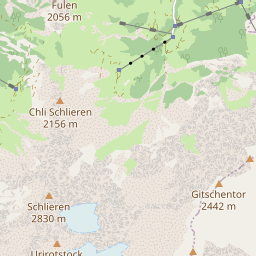 Fulen
2056 m
Chli Schlieren
2156 m
Gitschentor
2442 m
Schlieren
2830 m
Urirotstock